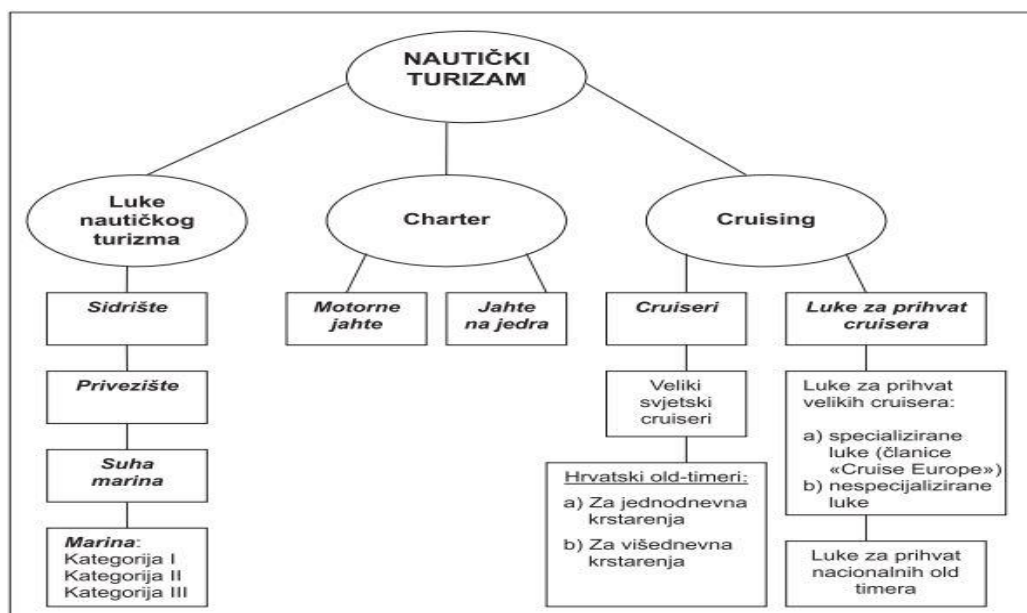 NAUTIČKI
TURIZAM
Luke
nautičkog
turizma
Charter
Cruising
Sidrište
Privezište
Suha
marina
Marina:
Kategorija I
Kategorija II
Kategorija III
Motorne
jahte
Jahte
na jedra
Cruiseri
Veliki
svjetski
cruiseri
Hrvatski old-timeri:
a) Za jednodnevna
krstarenja
b) Za višednevna
krstarenja
Luke za prihvat
cruisera
Luke za prihvat
velikih cruisera:
a) specializirane
luke (članice
«Cruise Europe»)
b) nespecijalizirane
luke
Luke za prihvat
nacionalnih old
timera